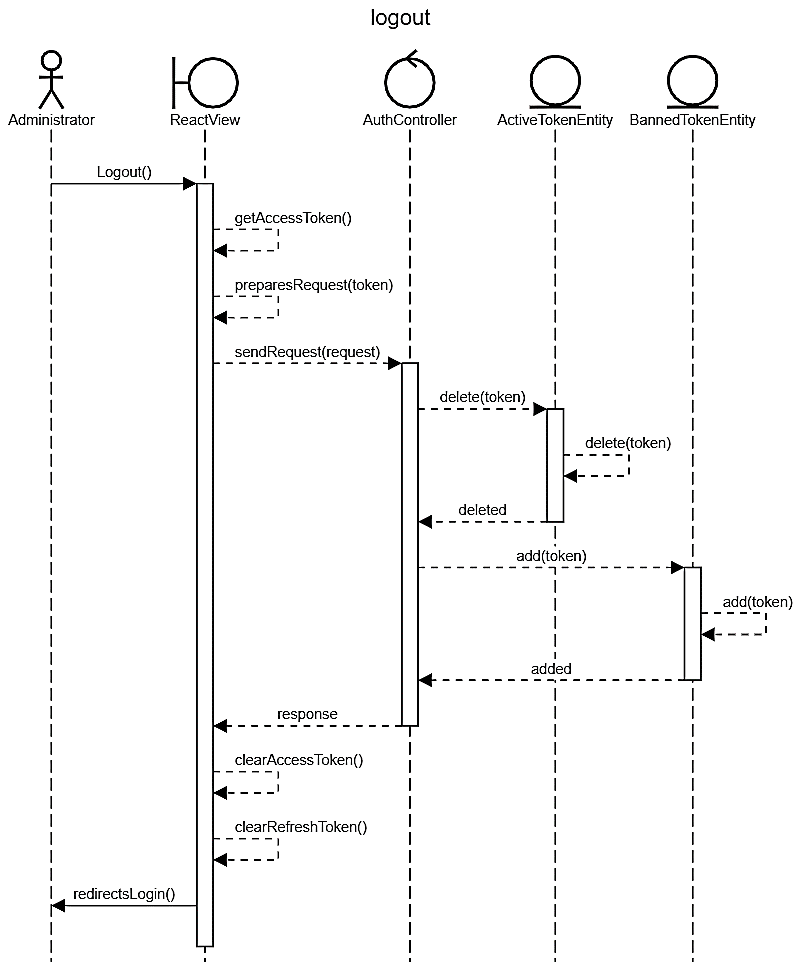 logout
Administrator
ReactView
AuthController
ActiveTokenEntity
BannedTokenEntity
Logout()
getAccessToken()
preparesRequest(token)
sendRequest(request)
delete(token)
delete(token)
deleted
add(token)
add(token)
added
response
clearAccessToken()
clearRefreshToken()
redirectsLogin()